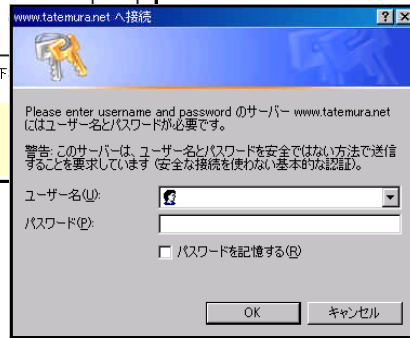 www.tatemura.net へ接続
下
Please enter username and password のサーバー www.tatemura.net
にはユーザー名とパスワードが必要です。
警告: このサーバーは、ユーザー名とパスワードを安全ではない方法で送信
することを要求しています (安全な接続を使わない基本的な認証)。
ユーザー名(U):
パスワード(P):
パスワードを記憶する(R)
OK キャンセル